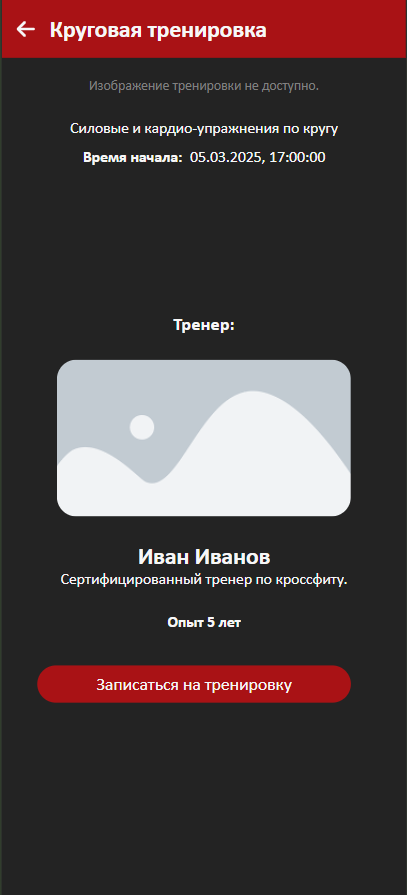 Круговая тренировка
Изображение тренировки не доступно.
Силовые и кардио-упражнения по кругу
Время начала: 05.03.2025, 17:00:00
Тренер:
Иван Иванов
Сертифицированный тренер по кроссфиту.
Опыт 5 лет
Записаться на тренировку